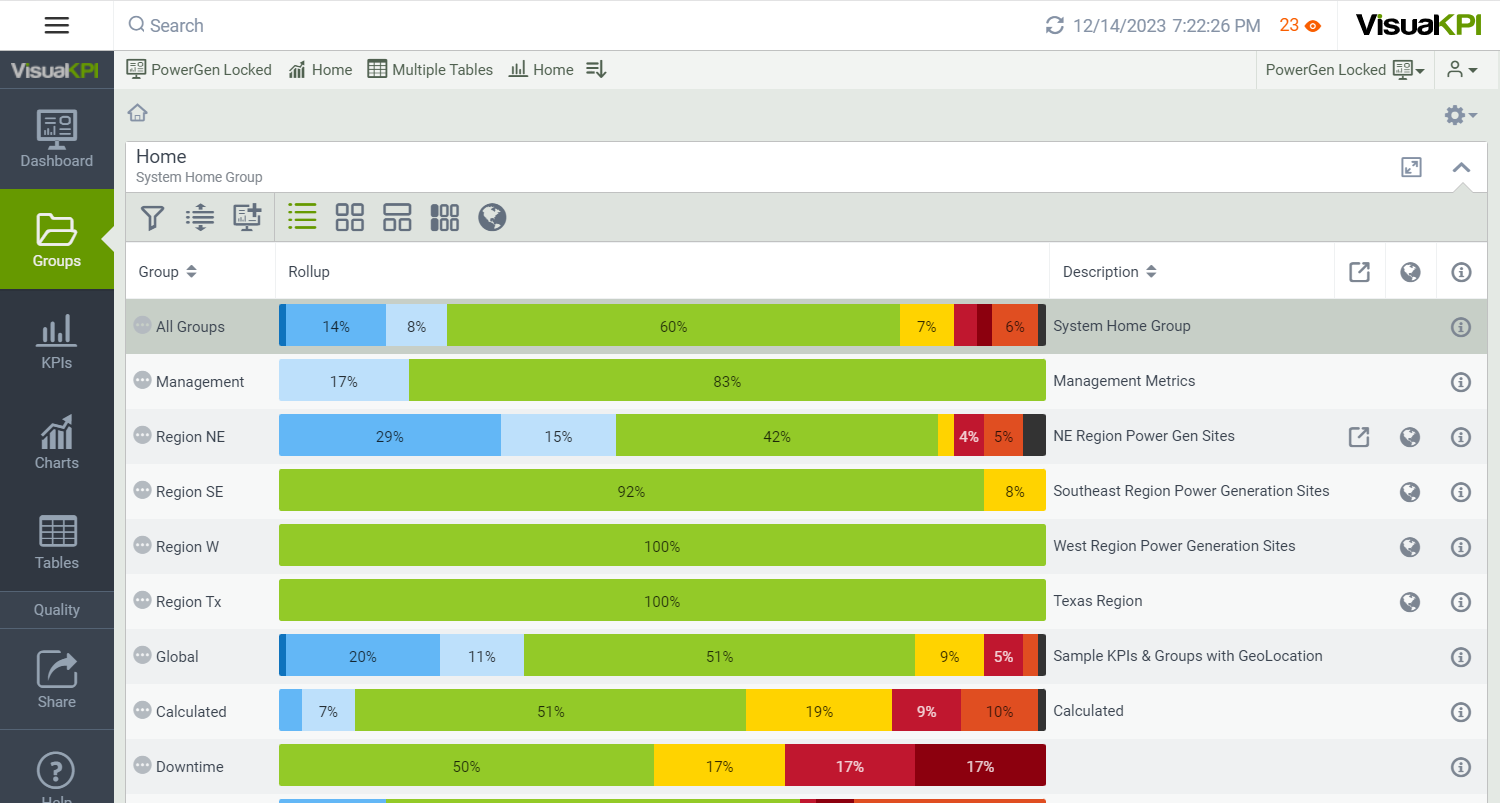 Search
12/14/2023 7:22:26 PM
23
VisualKPI
VisualKPI
PowerGen Locked
Home
Multiple Tables
Home
PowerGen Locked
Dashboard
Groups
KPIs
Charts
Tables
Quality
Share
Help
Home
System Home Group
Group Rollup Description
All Groups 14% 8% 60% 7% 6% System Home Group
Management 17% 83% Management Metrics
Region NE 29% 15% 42% 4% 5% NE Region Power Gen Sites
Region SE 92% 8% Southeast Region Power Generation Sites
Region W 100% West Region Power Generation Sites
Region Tx 100% Texas Region
Global 20% 11% 51% 9% 5% Sample KPIs & Groups with GeoLocation
Calculated 7% 51% 19% 9% 10% Calculated
Downtime 50% 17% 17% 17%